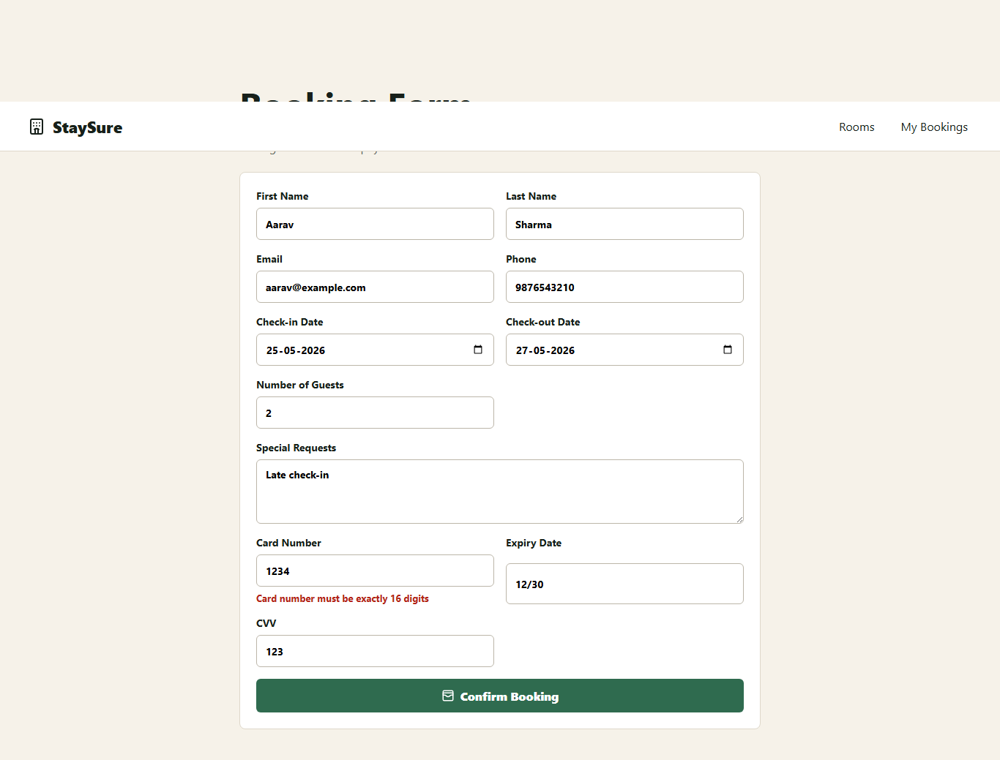 Booking Form
StaySure
Rooms
My Bookings
First Name
Last Name
Aarav
Sharma
Email
Phone
aarav@example.com
9876543210
Check-in Date
Check-out Date
25-05-2026
27-05-2026
Number of Guests
2
Special Requests
Late check-in
Card Number
Expiry Date
1234
12/30
Card number must be exactly 16 digits
CVV
123
Confirm Booking